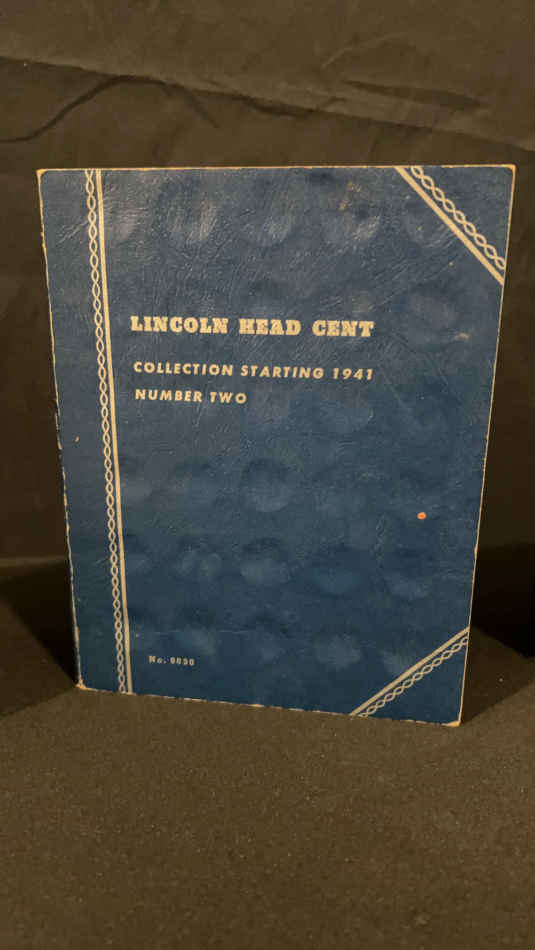 LINCOLN HEAD CENT
COLLECTION STARTING 1941
NUMBER TWO
No. 9030